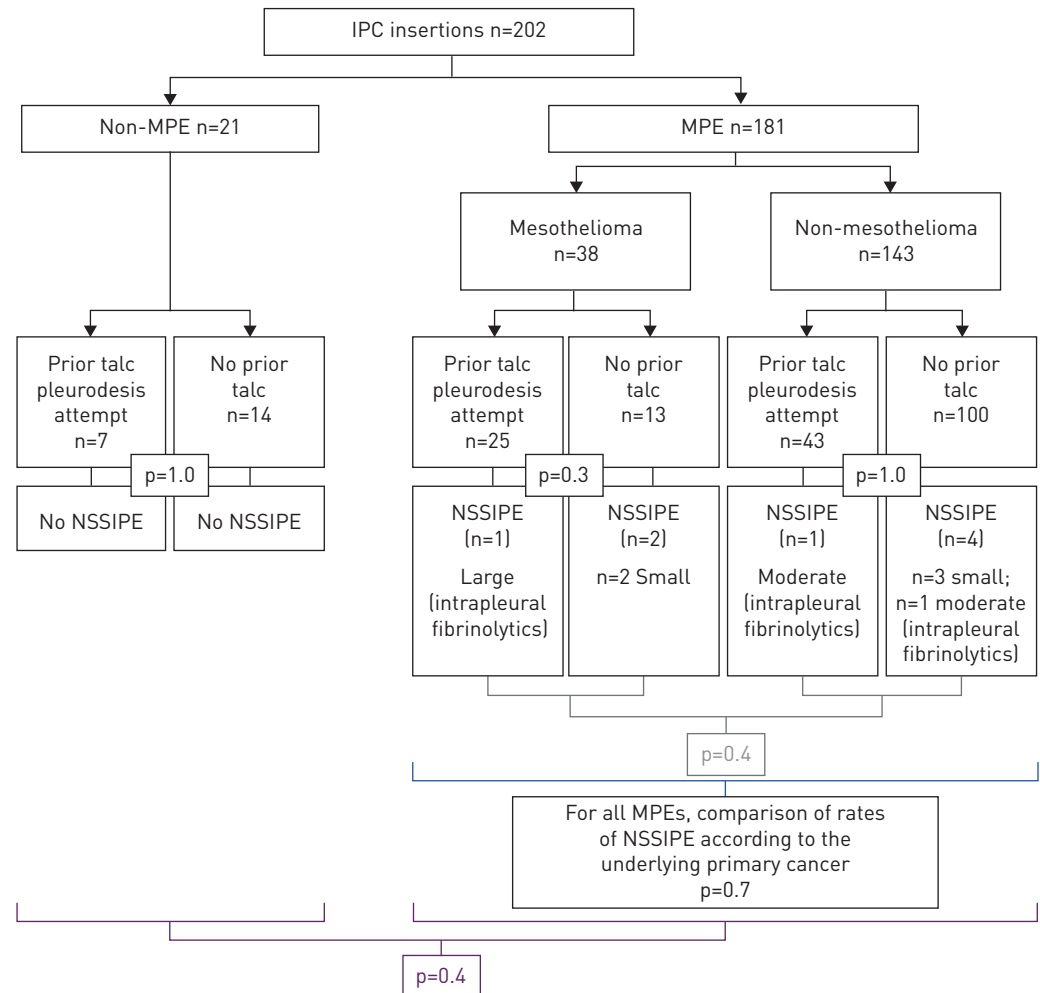 IPC insertions n=202
Non-MPE n=21
MPE n=181
Mesothelioma
n=38
Non-mesothelioma
n=143
Prior talc
pleurodesis
attempt
n=7
No prior
talc
n=14
p=1.0
No NSSIPE
No NSSIPE
Prior talc
pleurodesis
attempt
n=25
No prior
talc
n=13
p=0.3
Prior talc
pleurodesis
attempt
n=43
No prior
talc
n=100
p=1.0
NSSIPE
(n=1)
Large
(intrapleural
fibrinolytics)
NSSIPE
(n=2)
n=2 Small
NSSIPE
(n=1)
Moderate
(intrapleural
fibrinolytics)
NSSIPE
(n=4)
n=3 small;
n=1 moderate
(intrapleural
fibrinolytics)
p=0.4
For all MPEs, comparison of rates
of NSSIPE according to the
underlying primary cancer
p=0.7
p=0.4